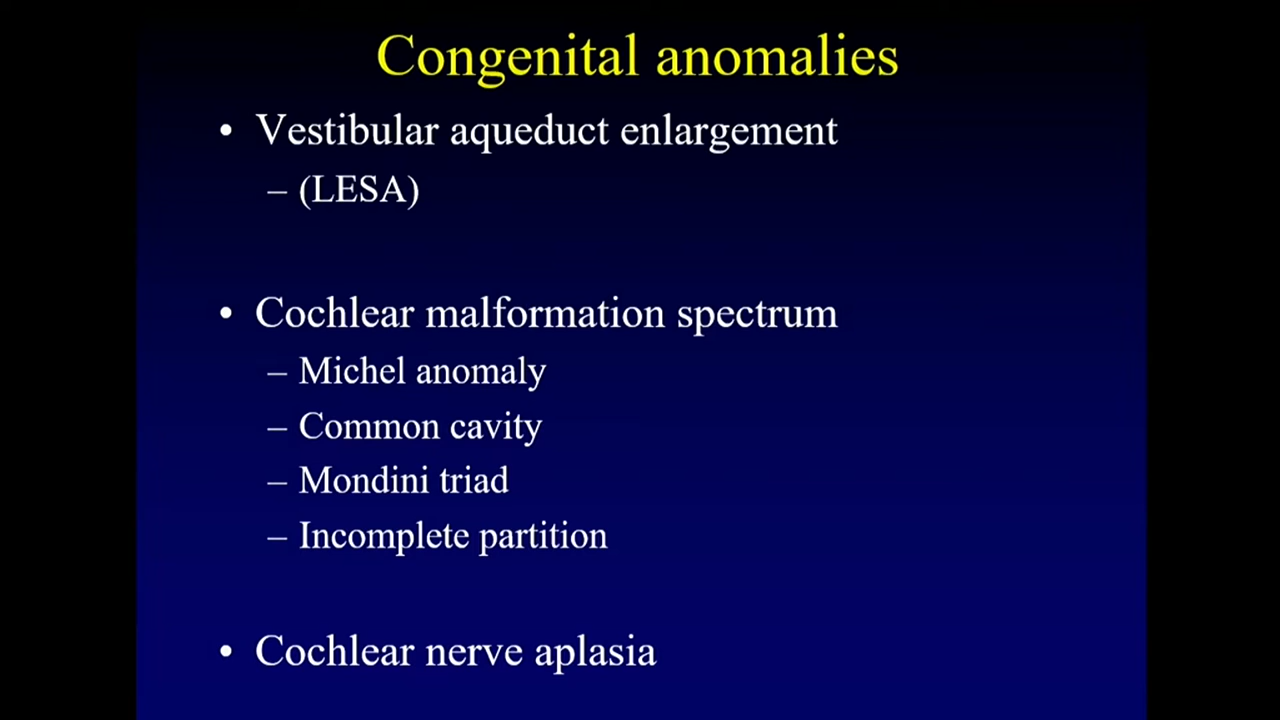 Congenital anomalies
• Vestibular aqueduct enlargement
– (LESA)
• Cochlear malformation spectrum
– Michel anomaly
– Common cavity
– Mondini triad
– Incomplete partition
• Cochlear nerve aplasia